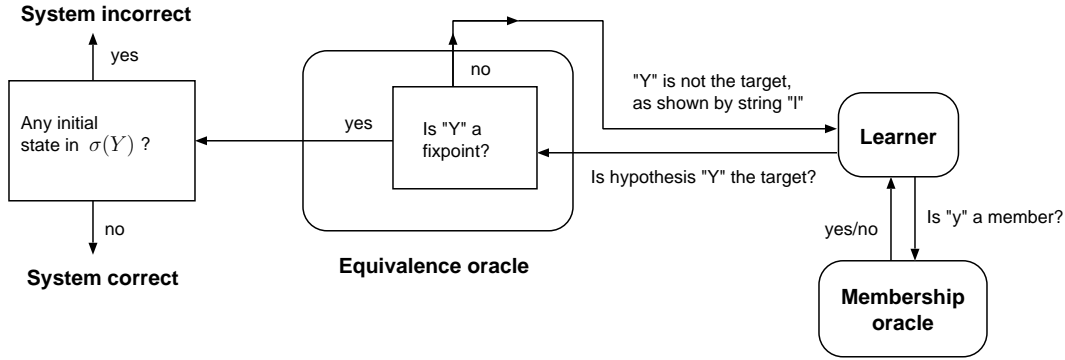 System incorrect
yes
Any initial
state in σ(Y) ?
no
System correct
yes
no
Is "Y" a
fixpoint?
Equivalence oracle
"Y" is not the target,
as shown by string "I"
Is hypothesis "Y" the target?
Learner
yes/no
Is "y" a member?
Membership
oracle